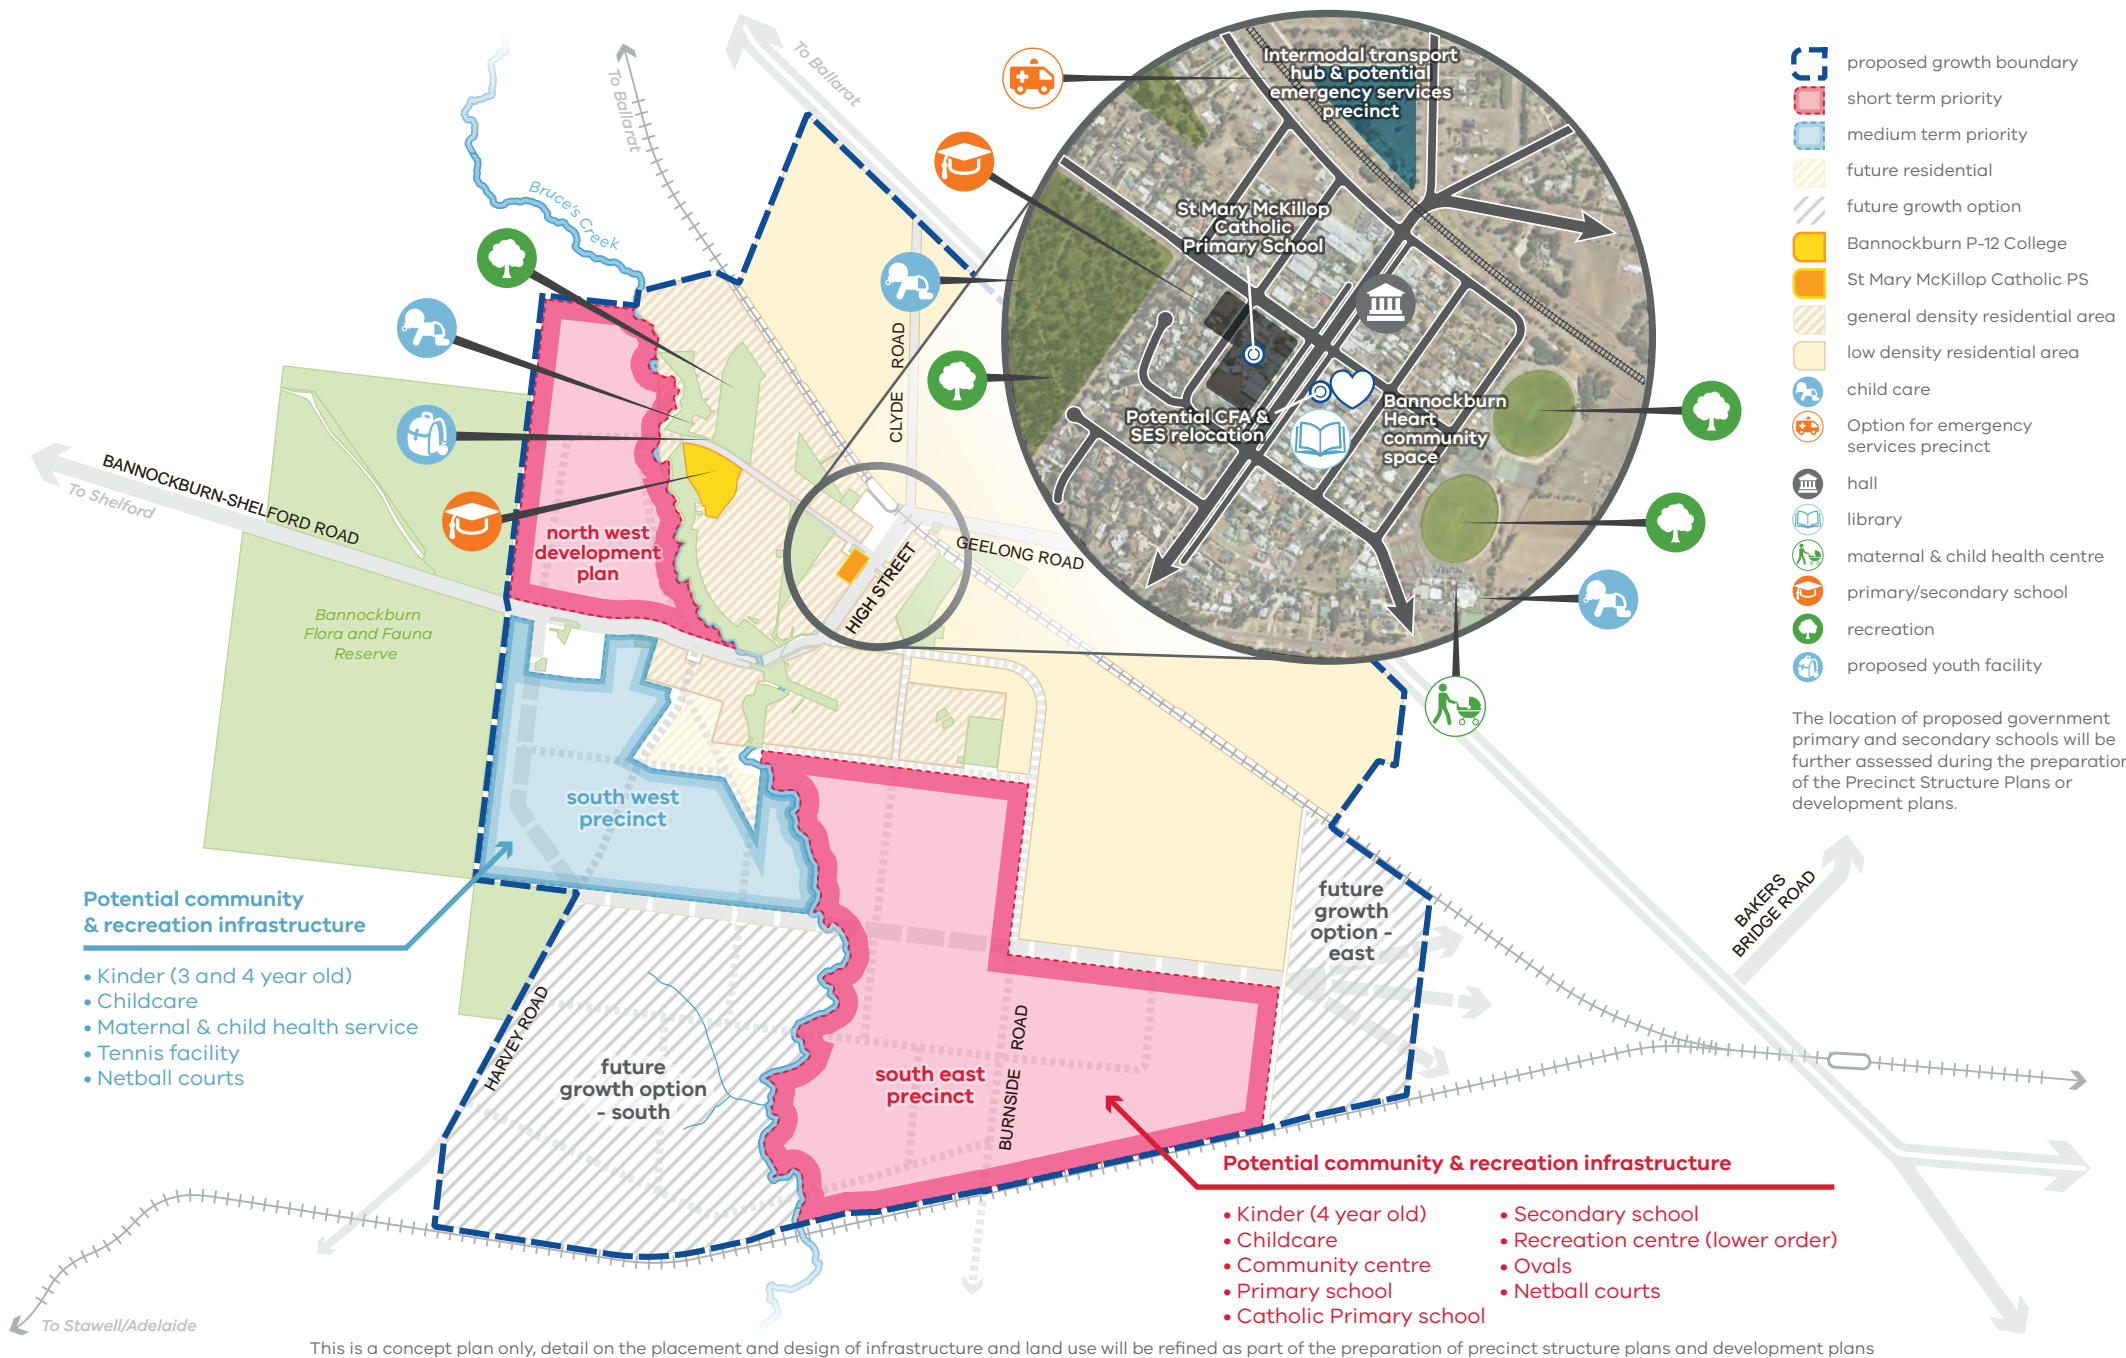 To Ballarat
To Ballarat
Bruce's Creek
CLYDE ROAD
BANNOCKBURN-SHELFORD ROAD
To Shelford
Bannockburn
Flora and Fauna
Reserve
north west
development
plan
HIGH STREET
GEELONG ROAD
Intermodal transport
hub & potential
emergency services
precinct
St Mary McKillop
Catholic
Primary School
Potential CFA &
SES relocation
Bannockburn
Heart
community
space
south west
precinct
Potential community
& recreation infrastructure
• Kinder (3 and 4 year old)
• Childcare
• Maternal & child health service
• Tennis facility
• Netball courts
HARVEY ROAD
future
growth option
- south
south east
precinct
BURNSIDE ROAD
future
growth
option -
east
BAKERS
BRIDGE ROAD
Potential community & recreation infrastructure
• Kinder (4 year old)
• Childcare
• Community centre
• Primary school
• Catholic Primary school
• Secondary school
• Recreation centre (lower order)
• Ovals
• Netball courts
To Stawell/Adelaide
proposed growth boundary
short term priority
medium term priority
future residential
future growth option
Bannockburn P-12 College
St Mary McKillop Catholic PS
general density residential area
low density residential area
child care
Option for emergency
services precinct
hall
library
maternal & child health centre
primary/secondary school
recreation
proposed youth facility
The location of proposed government
primary and secondary schools will be
further assessed during the preparation
of the Precinct Structure Plans or
development plans.
This is a concept plan only, detail on the placement and design of infrastructure and land use will be refined as part of the preparation of precinct structure plans and development plans